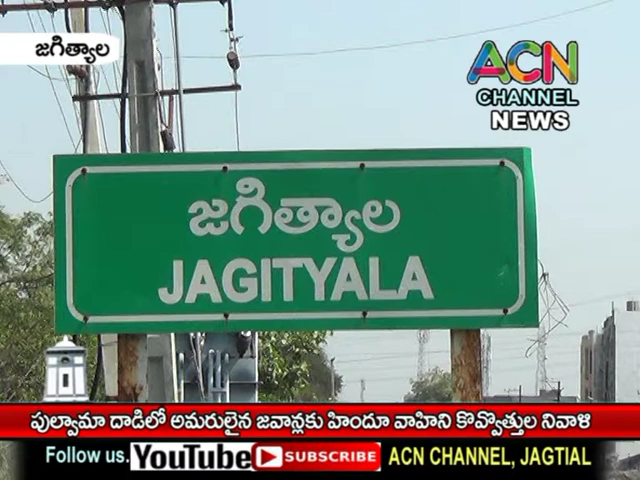 జగిత్యాల
ACN
CHANNEL
NEWS
జగిత్యాల
JAGITYALA
పుల్వామా దాడిలో అమరులైన జవాన్లకు హిందూ వాహిని కొవ్వొత్తుల నివాళి
Follow us. YouTube SUBSCRIBE ACN CHANNEL, JAGTIAL